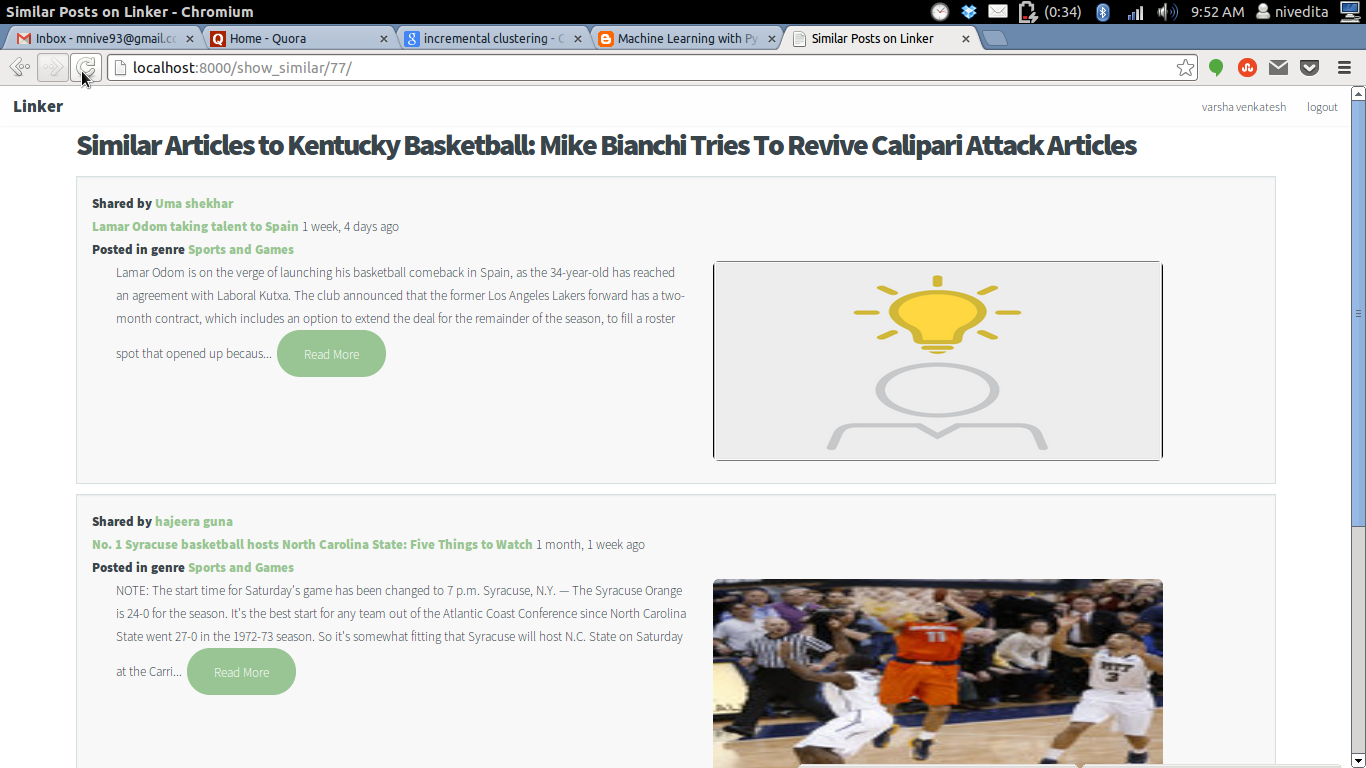 Similar Posts on Linker - Chromium
(0:34)
9:52 AM
nivedita
Inbox - mnive93@gmail.c
Home - Quora
incremental clustering -
Machine Learning with Py
Similar Posts on Linker
localhost:8000/show_similar/77/
Linker
varsha venkatesh
logout
Similar Articles to Kentucky Basketball: Mike Bianchi Tries To Revive Calipari Attack Articles
Shared by Uma shekhar
Lamar Odom taking talent to Spain 1 week, 4 days ago
Posted in genre Sports and Games
Lamar Odom is on the verge of launching his basketball comeback in Spain, as the 34-year-old has reached
an agreement with Laboral Kutxa. The club announced that the former Los Angeles Lakers forward has a two-
month contract, which includes an option to extend the deal for the remainder of the season, to fill a roster
spot that opened up becaus... Read More
Shared by hajeera guna
No. 1 Syracuse basketball hosts North Carolina State: Five Things to Watch 1 month, 1 week ago
Posted in genre Sports and Games
NOTE: The start time for Saturday's game has been changed to 7 p.m. Syracuse, N.Y. — The Syracuse Orange
is 24-0 for the season. It's the best start for any team out of the Atlantic Coast Conference since North Carolina
State went 27-0 in the 1972-73 season. So it's somewhat fitting that Syracuse will host N.C. State on Saturday
at the Carri... Read More
11
3